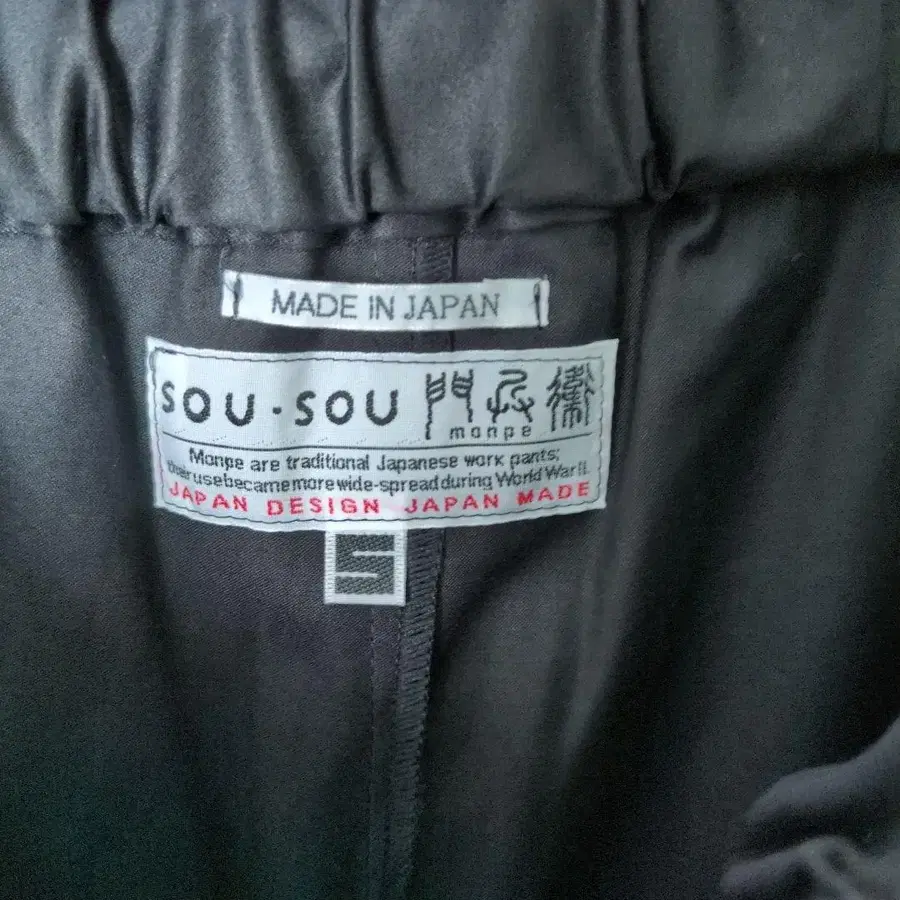 MADE IN JAPAN
SOU・SOU 門兵衛
monpe
Monpe are traditional Japanese work pants;
their use became more wide-spread during World War II.
JAPAN DESIGN JAPAN MADE
S